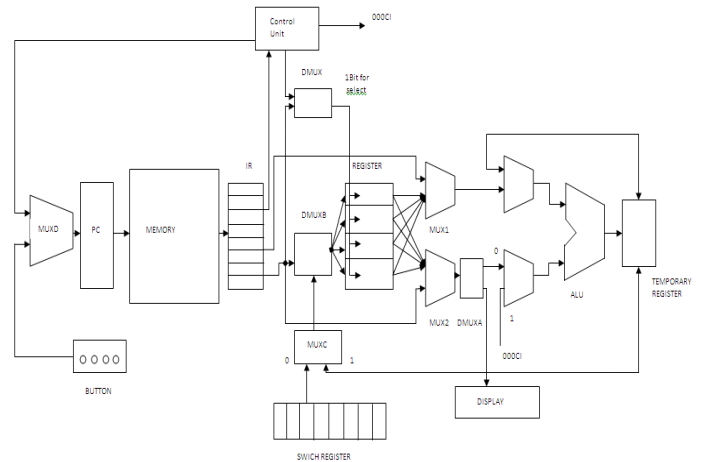 Control
Unit
000CI
DMUX
1Bit for
select
IR
REGISTER
MUXD
PC
MEMORY
DMUXB
MUX1
0
MUX2
DMUXA
ALU
TEMPORARY
REGISTER
1
000CI
0
MUXC
1
BUTTON
DISPLAY
SWICH REGISTER